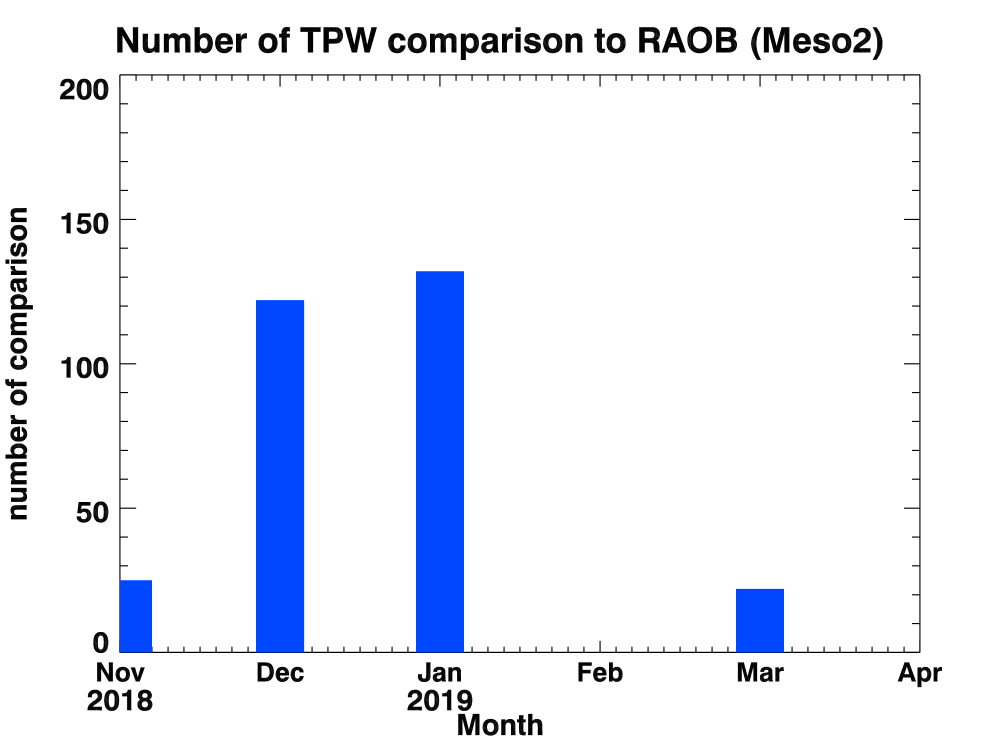 Number of TPW comparison to RAOB (Meso2)
200
150
100
50
0
number of comparison
Nov Dec Jan Feb Mar Apr
2018 2019
Month